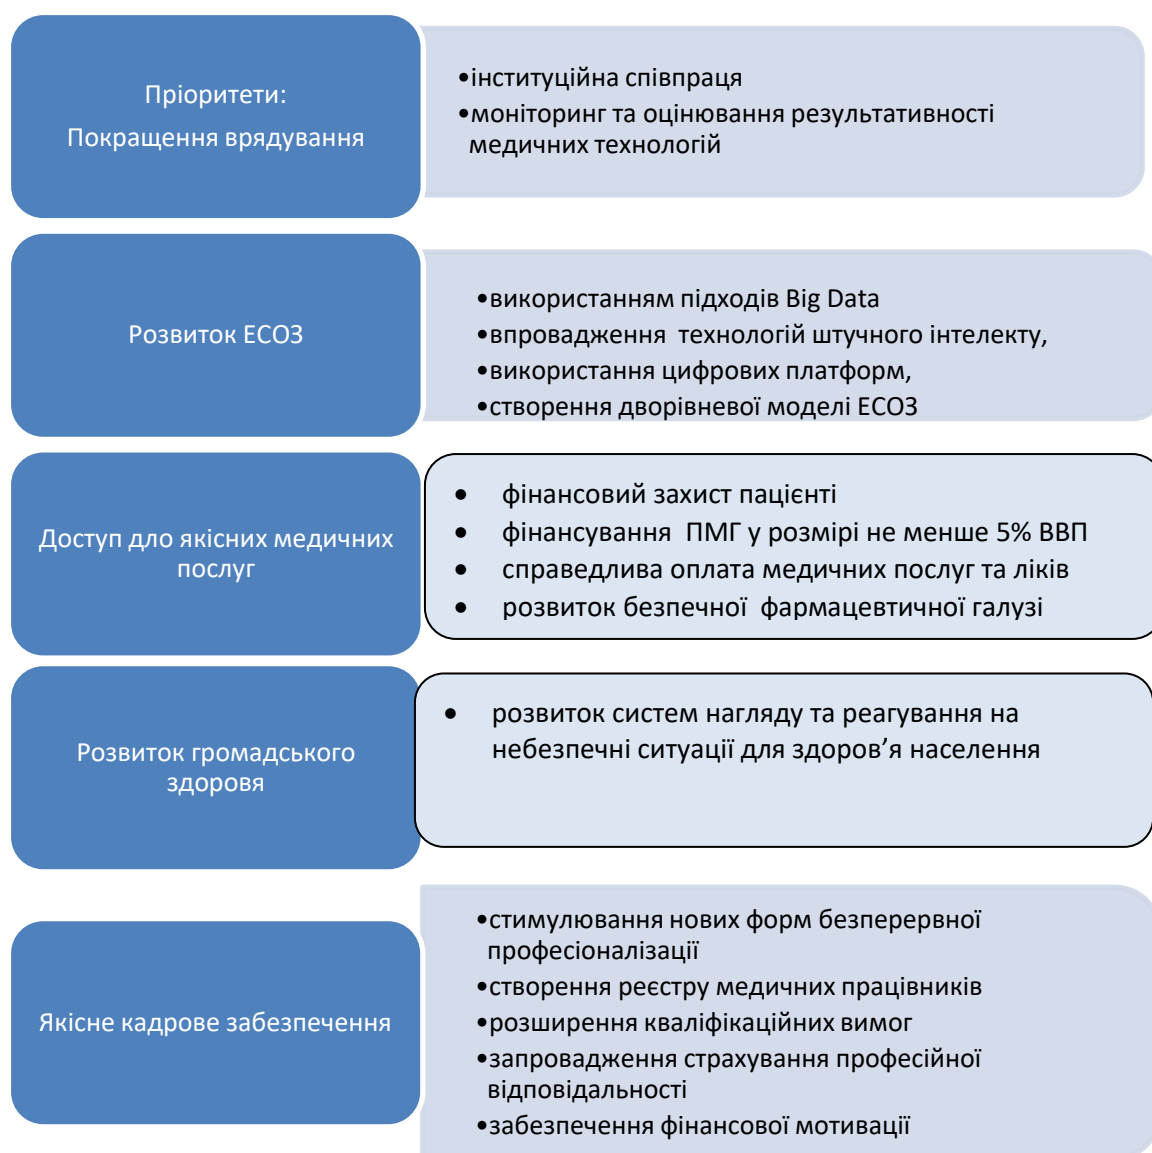 Пріоритети:
Покращення врядування
•інституційна співпраця
•моніторинг та оцінювання результативності
медичних технологій
Розвиток ЕСОЗ
•використанням підходів Big Data
•впровадження технологій штучного інтелекту,
•використання цифрових платформ,
•створення дворівневої моделі ЕСОЗ
Доступ дло якісних медичних
послуг
• фінансовий захист пацієнті
• фінансування ПМГ у розмірі не менше 5% ВВП
• справедлива оплата медичних послуг та ліків
• розвиток безпечної фармацевтичної галузі
Розвиток громадського
здоровя
• розвиток систем нагляду та реагування на
небезпечні ситуації для здоров’я населення
Якісне кадрове забезпечення
•стимулювання нових форм безперервної
професіоналізації
•створення реєстру медичних працівників
•розширення кваліфікаційних вимог
•запровадження страхування професійної
відповідальності
•забезпечення фінансової мотивації